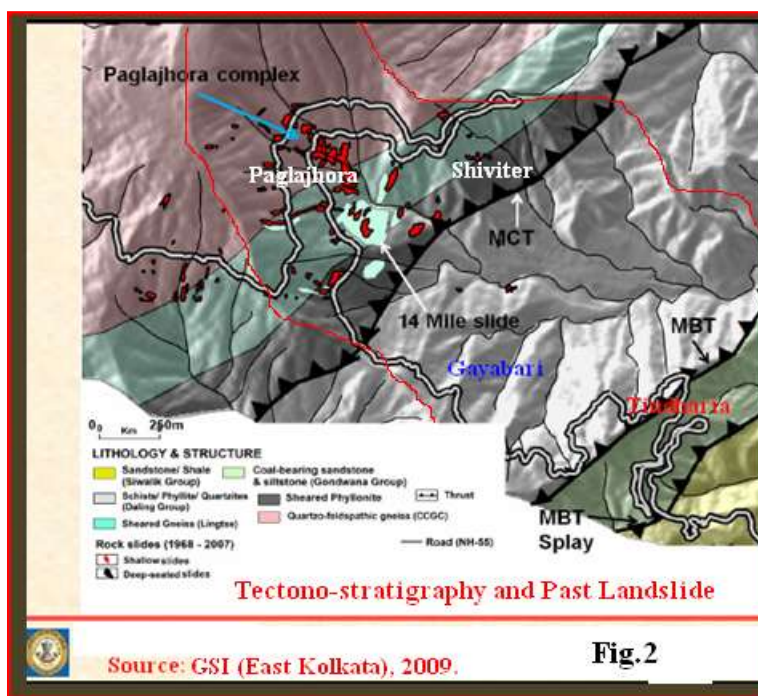 Paglajhora complex
Paglajhora
Shiviter
MCT
14 Mile slide
MBT
Gayabari
Tindharia
MBT
Splay
0 Km 250m
LITHOLOGY & STRUCTURE
Sandstone/ Shale
(Siwalik Group)
Coal-bearing sandstone
& siltstone (Gondwana Group)
Schists/ Phyllite/ Quartzites
(Daling Group)
Sheared Phyllonite
Thrust
Sheared Gneiss (Lingtse)
Quartzo-feldspathic gneiss (CCGC)
Rock slides (1968 - 2007)
Road (NH-55)
Shallow slides
Deep-seated slides
Tectono-stratigraphy and Past Landslide
Source: GSI (East Kolkata), 2009.
Fig.2